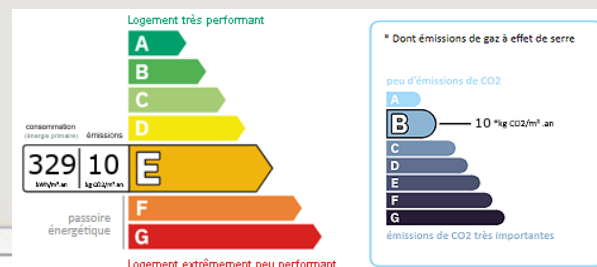 Logement très performant
A
B
C
D
consommation
(énergie primaire)
émissions
329
10
kWh/m².an
kg CO2/m².an
E
F
G
passoire
énergétique
Logement extrêmement peu performant
* Dont émissions de gaz à effet de serre
peu d'émissions de CO2
A
B
10 *kg CO2/m².an
C
D
E
F
G
émissions de CO2 très importantes